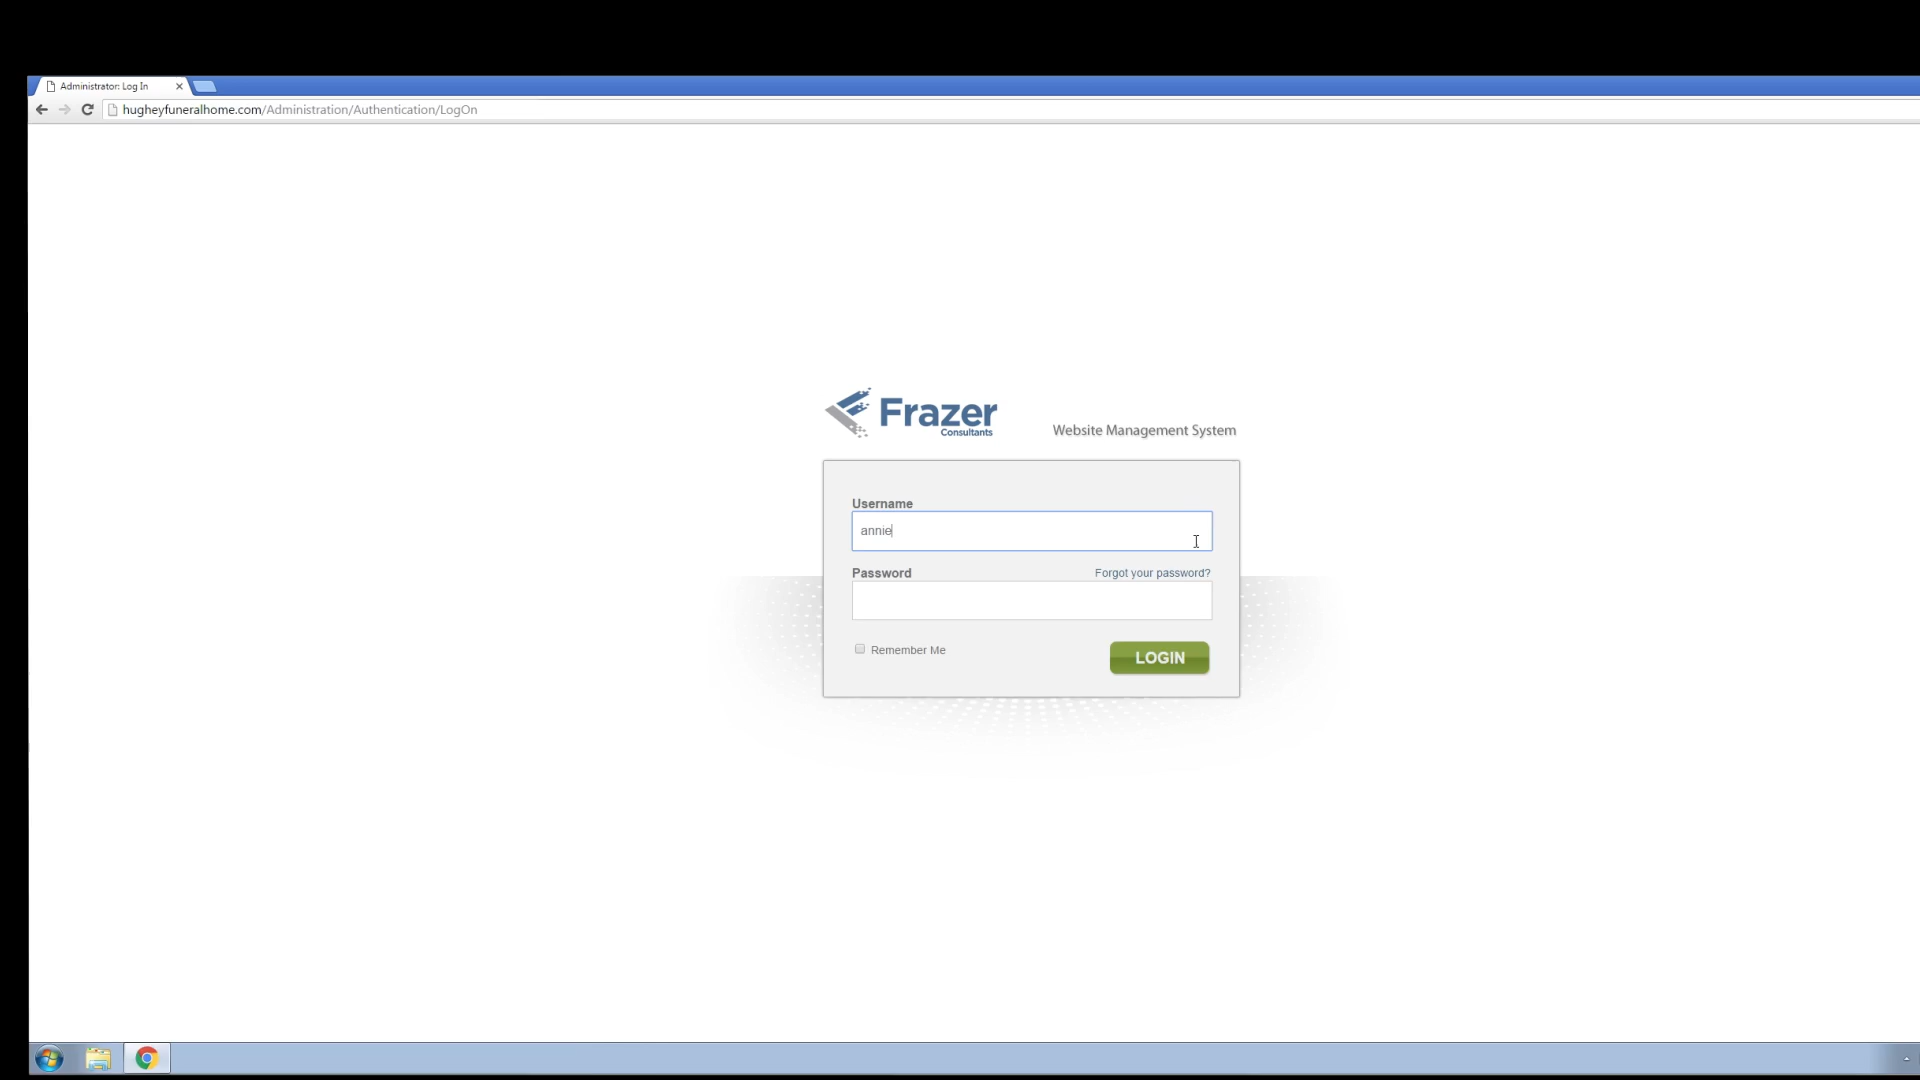 Administrator: Log In
hugheyfuneralhome.com/Administration/Authentication/LogOn
Frazer
Consultants
Website Management System
Username
annie
Password
Forgot your password?
Remember Me
LOGIN